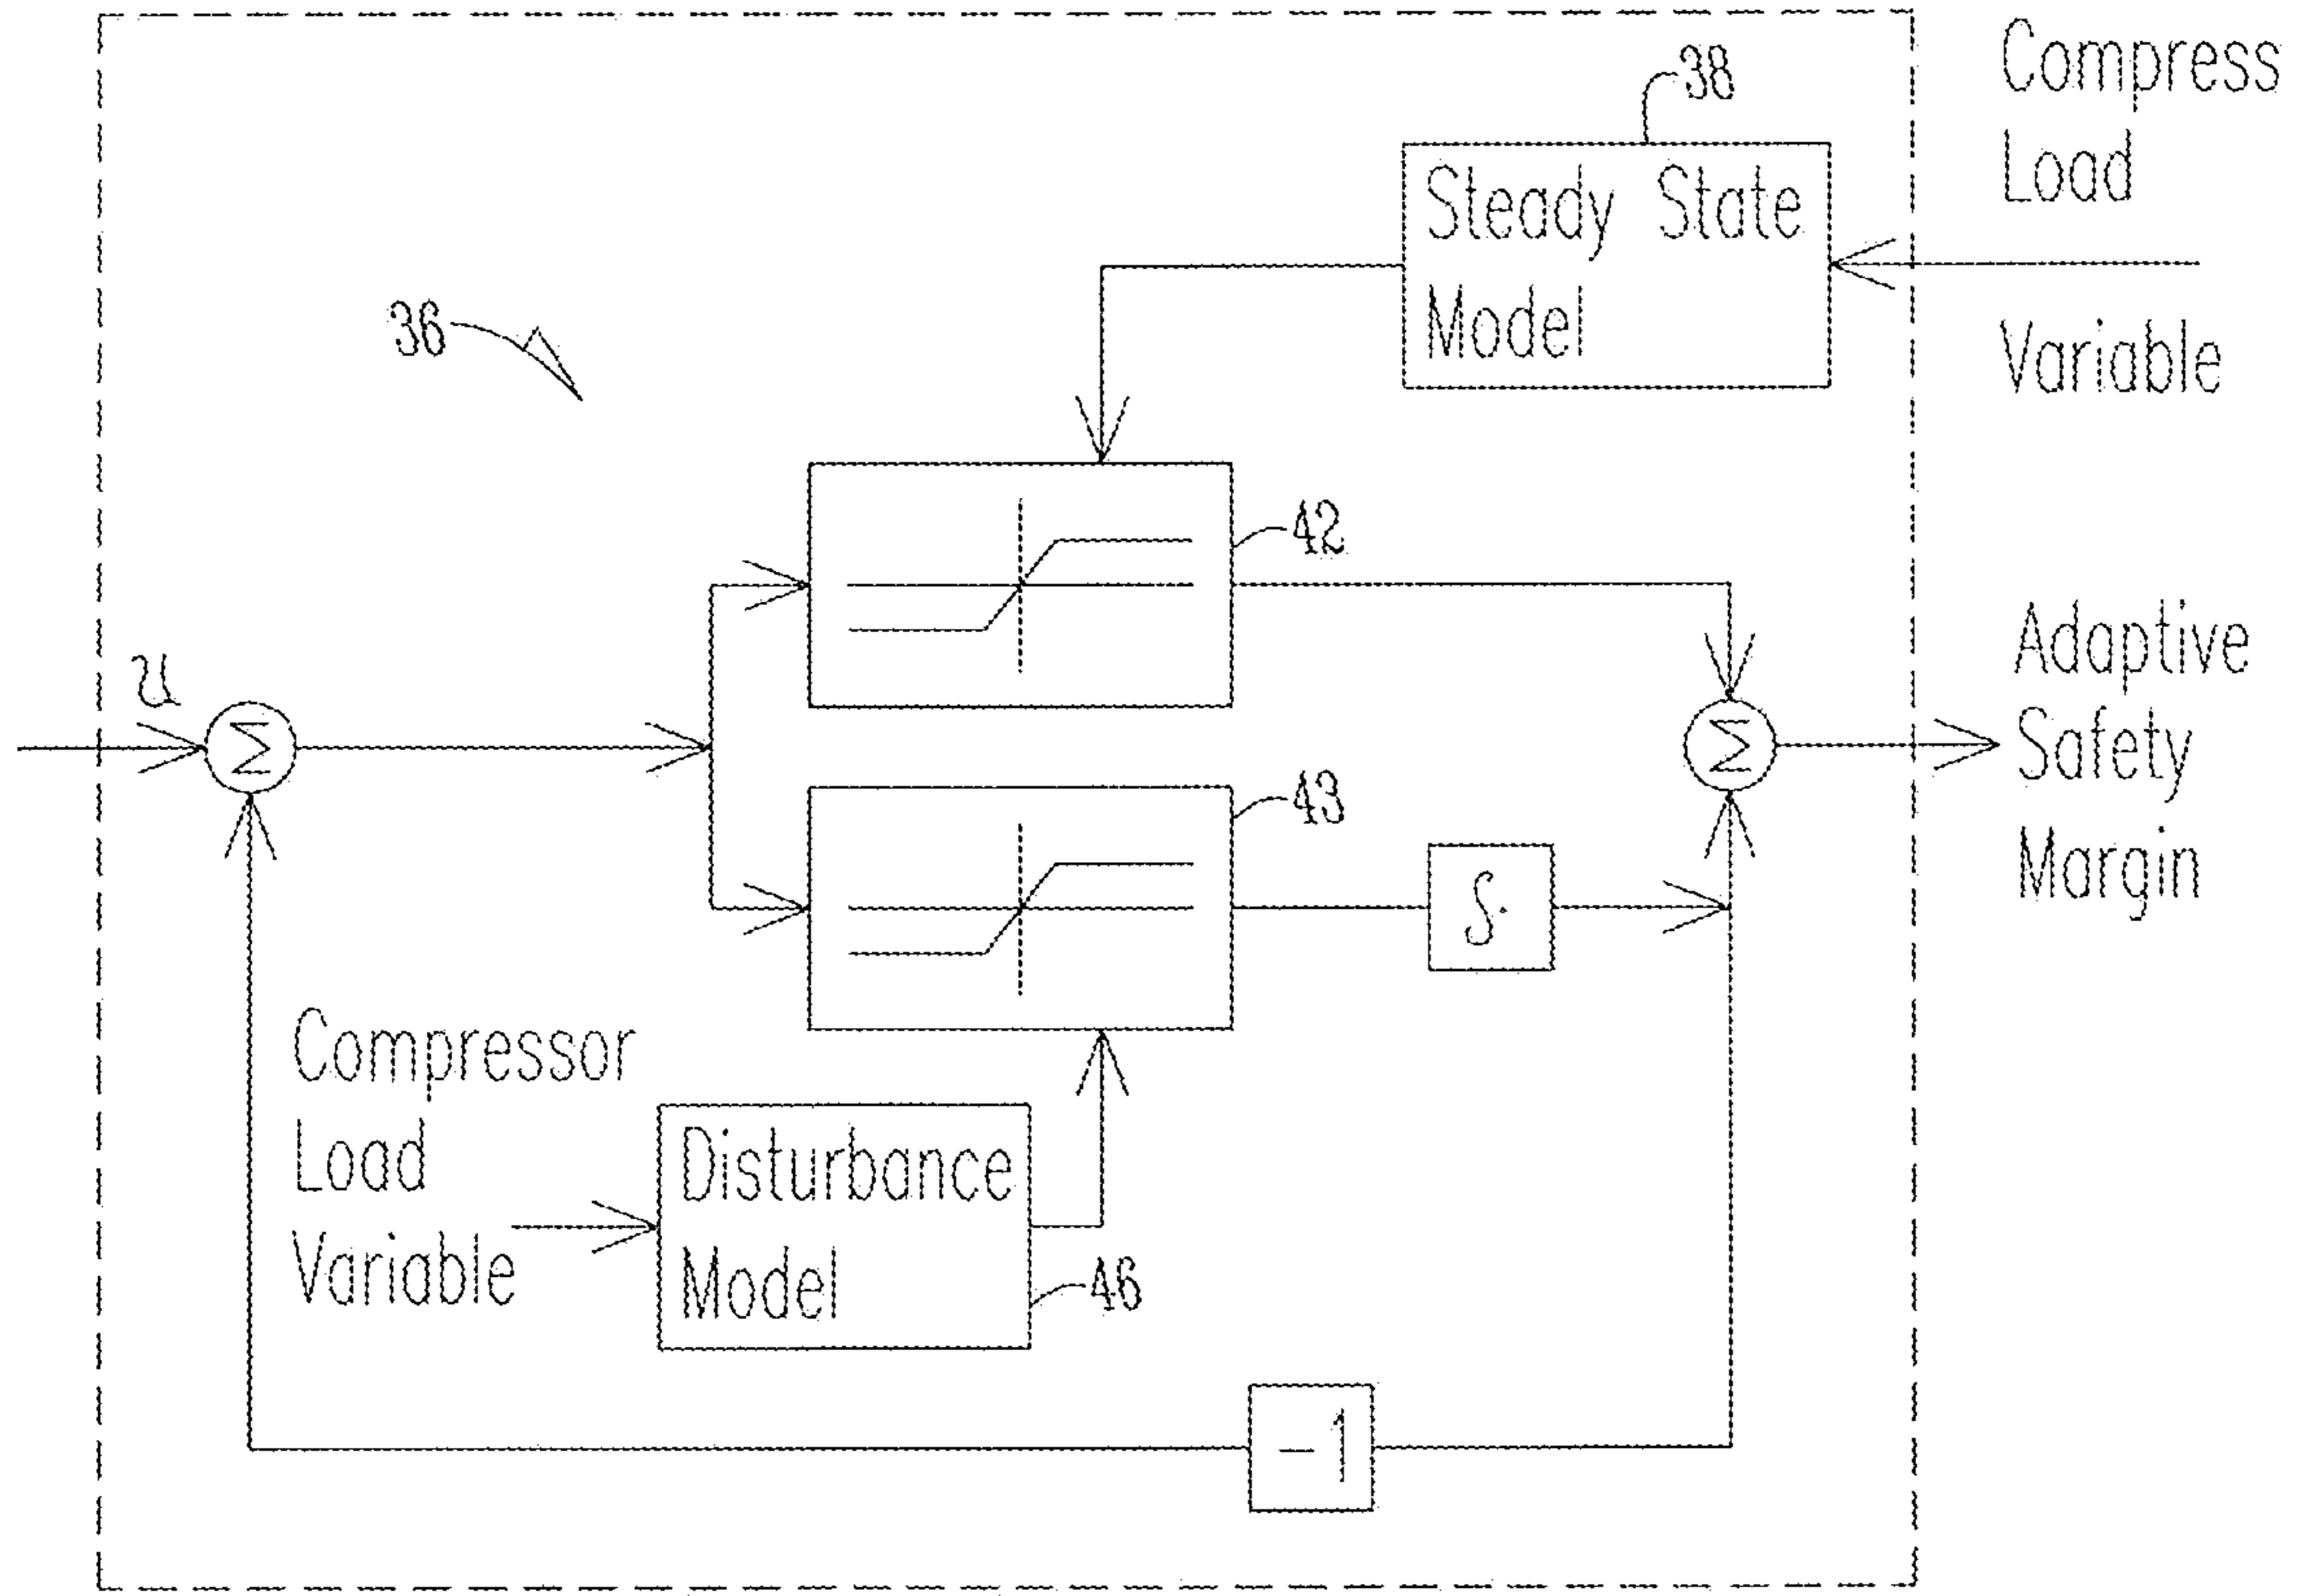 Compress
Load
Variable
38
Steady State
Model
36
42
u
Σ
Σ
Adaptive
Safety
Margin
43
∫·
Compressor
Load
Variable
Disturbance
Model
46
-1